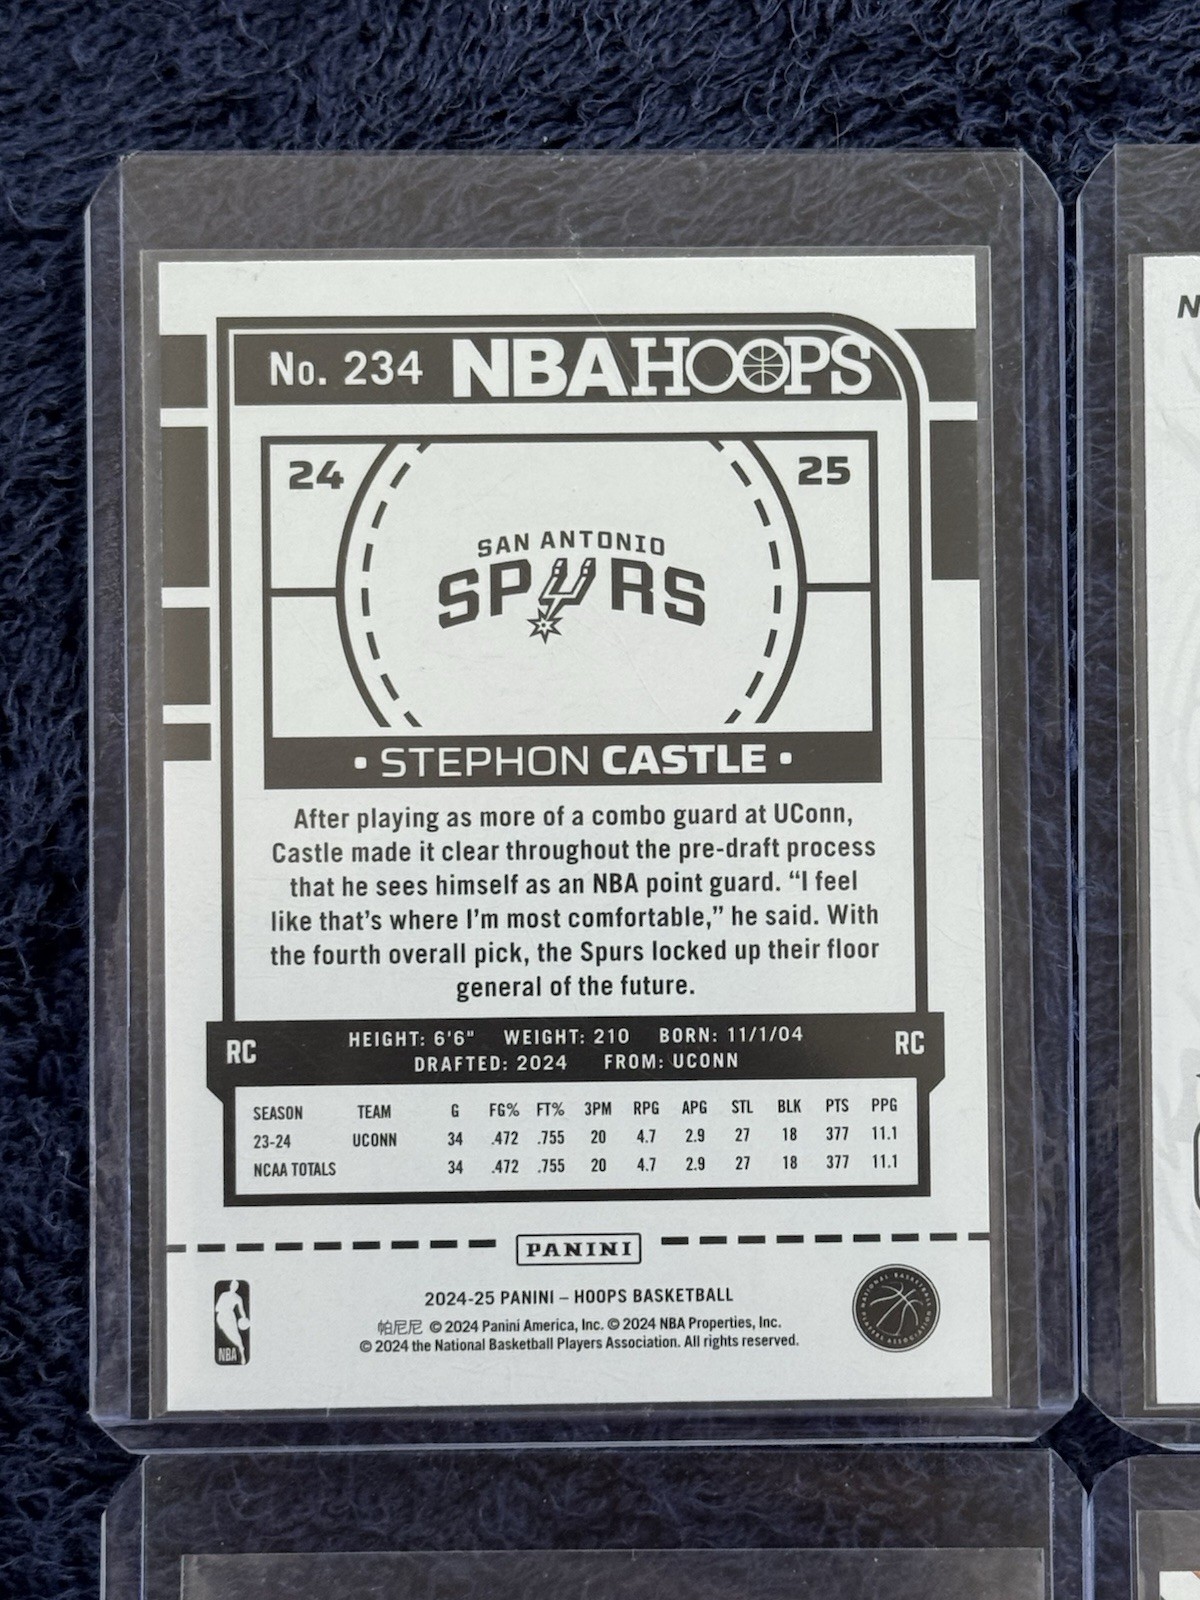 No. 234 NBA HOOPS
24 25
SAN ANTONIO
SPURS
• STEPHON CASTLE •
After playing as more of a combo guard at UConn,
Castle made it clear throughout the pre-draft process
that he sees himself as an NBA point guard. “I feel
like that’s where I’m most comfortable,” he said. With
the fourth overall pick, the Spurs locked up their floor
general of the future.
RC HEIGHT: 6'6" WEIGHT: 210 BORN: 11/1/04 RC
DRAFTED: 2024 FROM: UCONN
SEASON TEAM G FG% FT% 3PM RPG APG STL BLK PTS PPG
23-24 UCONN 34 .472 .755 20 4.7 2.9 27 18 377 11.1
NCAA TOTALS 34 .472 .755 20 4.7 2.9 27 18 377 11.1
PANINI
2024-25 PANINI – HOOPS BASKETBALL
帕尼尼 © 2024 Panini America, Inc. © 2024 NBA Properties, Inc.
© 2024 the National Basketball Players Association. All rights reserved.
NBA
NATIONAL BASKETBALL PLAYERS ASSOCIATION
N